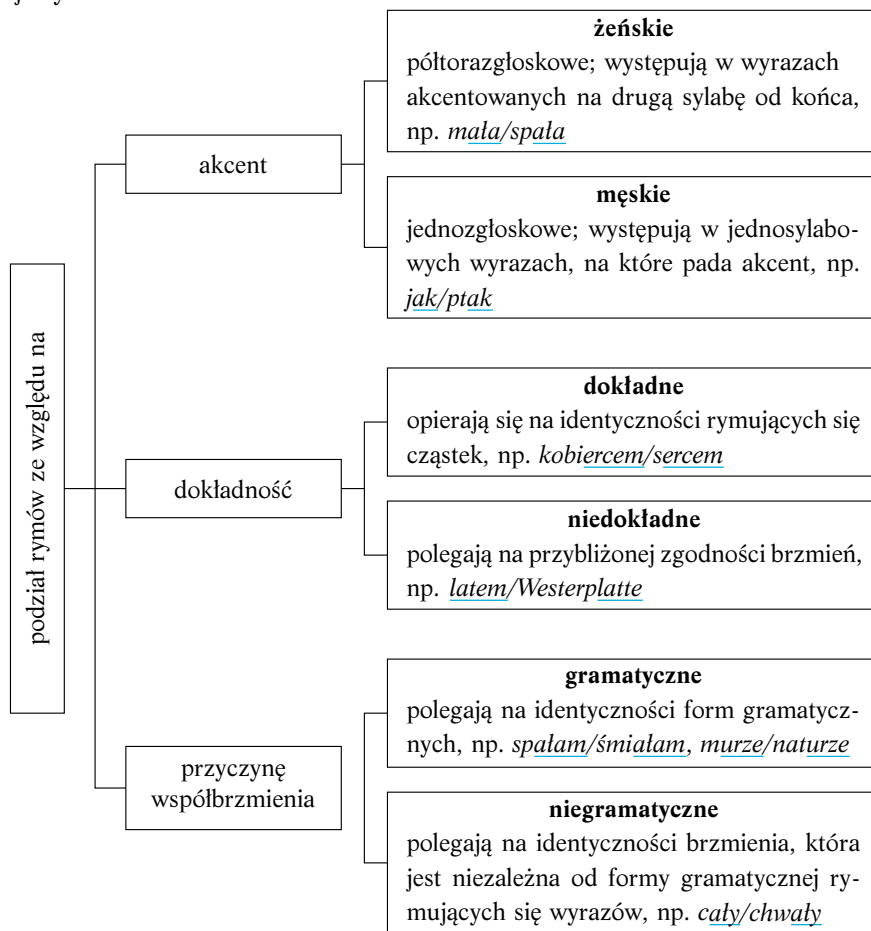 podział rymów ze względu na
akcent
żeńskie
półtorazgłoskowe; występują w wyrazach
akcentowanych na drugą sylabę od końca,
np. mała/spała
męskie
jednozgłoskowe; występują w jednosylabo-
wych wyrazach, na które pada akcent, np.
jak/ptak
dokładność
dokładne
opierają się na identyczności rymujących się
cząstek, np. kobiercem/sercem
niedokładne
polegają na przybliżonej zgodności brzmień,
np. latem/Westerplatte
przyczynę
współbrzmienia
gramatyczne
polegają na identyczności form gramatycz-
nych, np. spałam/śmiałam, murze/naturze
niegramatyczne
polegają na identyczności brzmienia, która
jest niezależna od formy gramatycznej ry-
mujących się wyrazów, np. cały/chwały